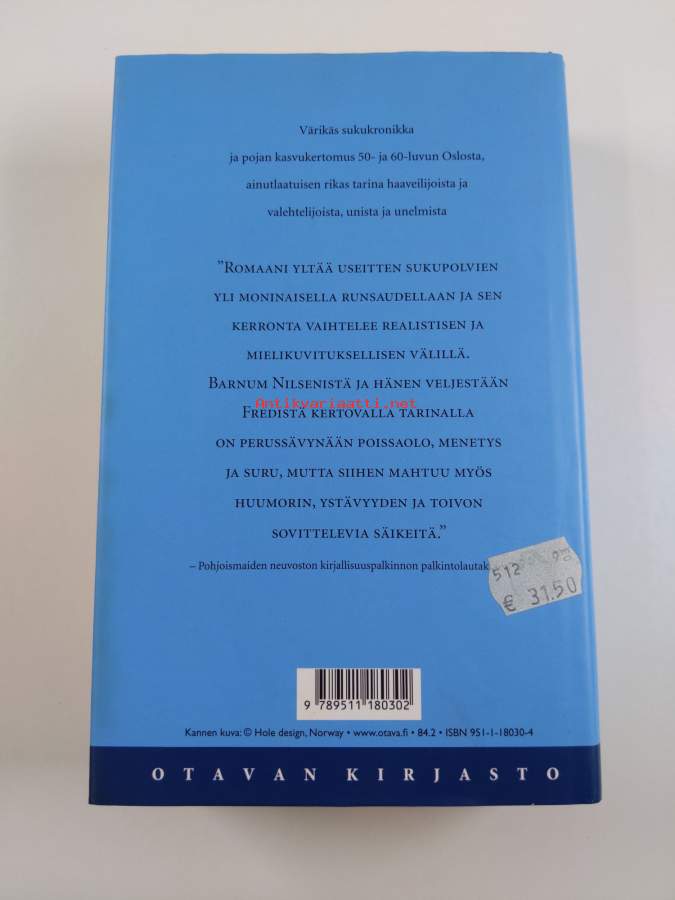 Värikäs sukukronikka
ja pojan kasvukertomus 50- ja 60-luvun Oslosta,
ainutlaatuisen rikas tarina haaveilijoista ja
valehtelijoista, unista ja unelmista
”Romaani yltää useitten sukupolvien
yli moninaisella runsaudellaan ja sen
kerronta vaihtelee realistisen ja
mielikuvituksellisen välillä.
Barnum Nilsenistä ja hänen veljestään
Antikvariaatti.net
Fredistä kertovalla tarinalla
on perussävynään poissaolo, menetys
ja suru, mutta siihen mahtuu myös
huumorin, ystävyyden ja toivon
sovittelevia säikeitä.”
– Pohjoismaiden neuvoston kirjallisuuspalkinnon palkintolautak
512
€ 31.50
9 789511 180302
Kannen kuva: © Hole design, Norway • www.otava.fi • 84.2 • ISBN 951-1-18030-4
OTAVAN KIRJASTO